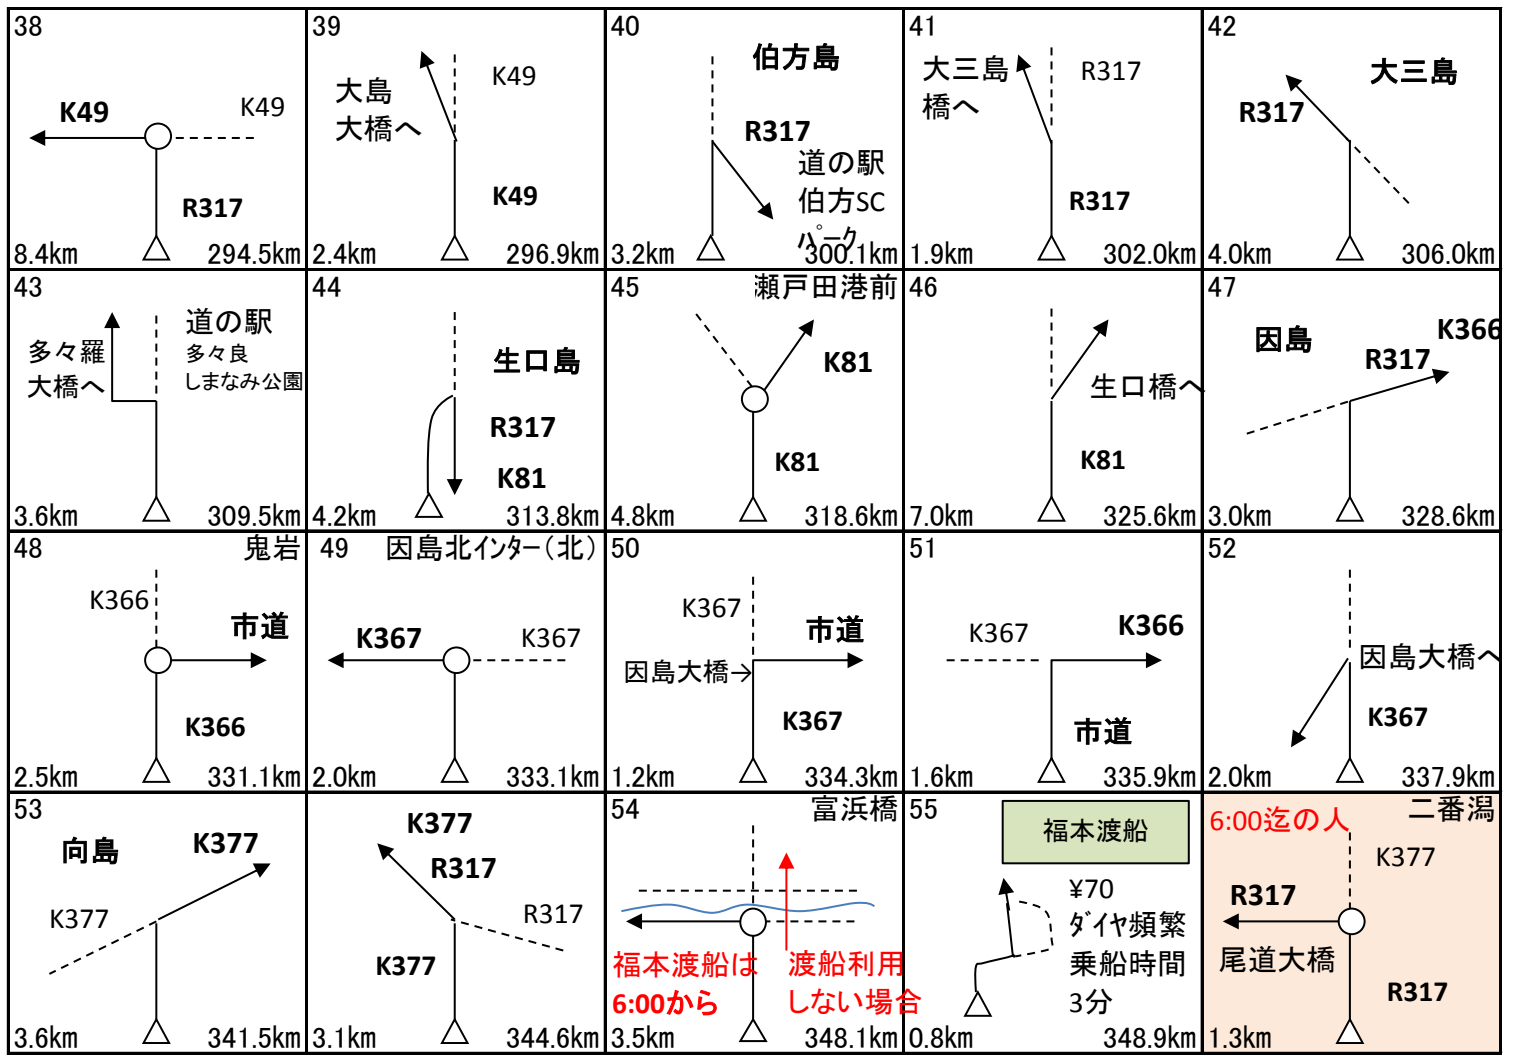 38
K49
K49
R317
8.4km
294.5km
39
K49
大島
大橋へ
K49
2.4km
296.9km
40
伯方島
R317
道の駅
伯方SC
パーク
3.2km
300.1km
41
大三島
橋へ
R317
R317
1.9km
302.0km
42
大三島
R317
4.0km
306.0km
43
道の駅
多々良
しまなみ公園
多々羅
大橋へ
3.6km
309.5km
44
生口島
R317
K81
4.2km
313.8km
45
瀬戸田港前
K81
K81
4.8km
318.6km
46
生口橋へ
K81
7.0km
325.6km
47
K366
因島
R317
3.0km
328.6km
48
鬼岩
K366
市道
K366
2.5km
331.1km
49
因島北インター(北)
K367
K367
2.0km
333.1km
50
K367
市道
因島大橋→
K367
1.2km
334.3km
51
K367
K366
市道
1.6km
335.9km
52
因島大橋へ
K367
2.0km
337.9km
53
向島
K377
K377
3.6km
341.5km
K377
R317
R317
K377
3.1km
344.6km
54
富浜橋
福本渡船は
6:00から
渡船利用
しない場合
3.5km
348.1km
55
福本渡船
¥70
ダイヤ頻繁
乗船時間
3分
0.8km
348.9km
二番潟
6:00迄の人
K377
R317
尾道大橋
R317
1.3km